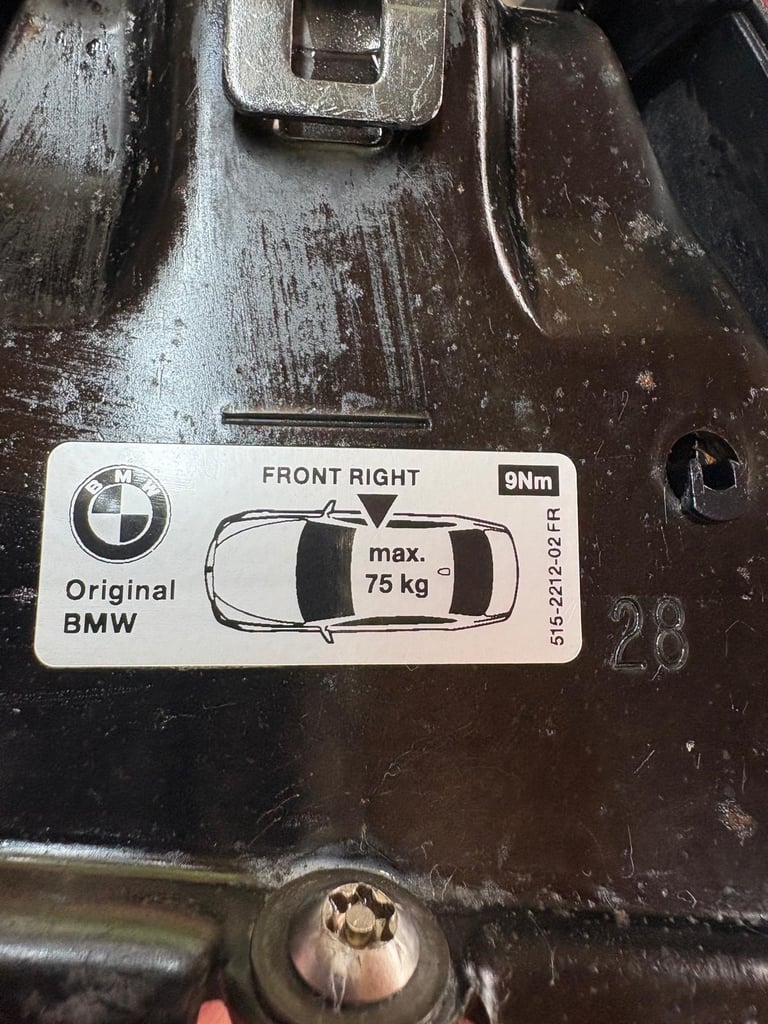 BMW
Original
BMW
FRONT RIGHT
9Nm
max.
75 kg
515-2212-02 FR
28